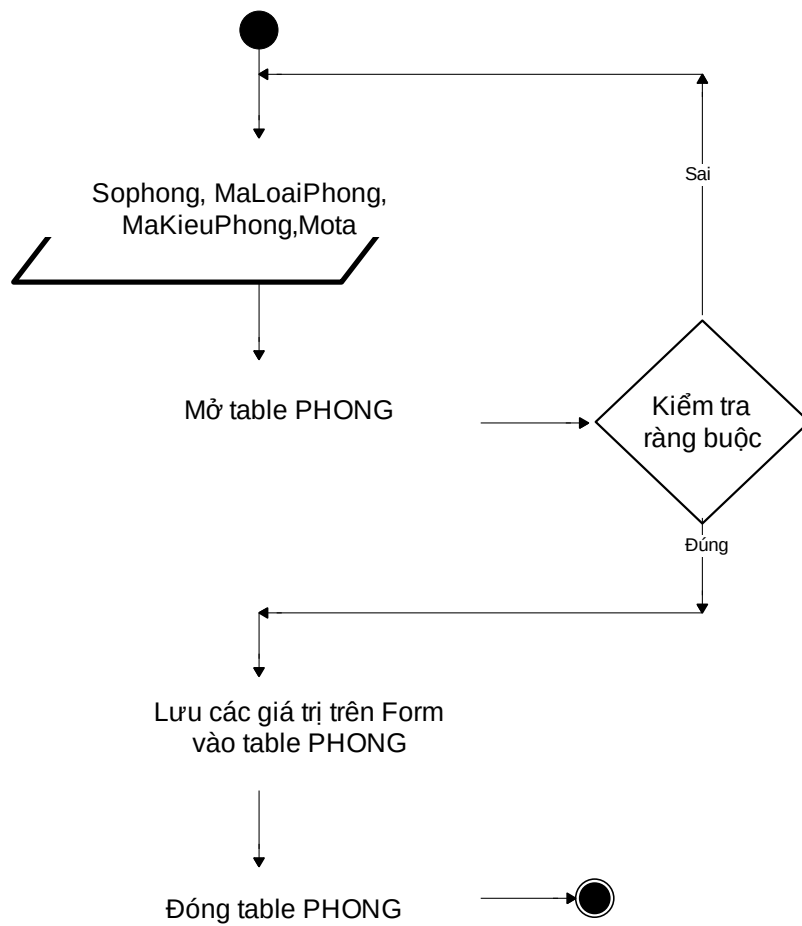 Sophong, MaLoaiPhong,
MaKieuPhong,Mota
Sai
Mở table PHONG
Kiểm tra
ràng buộc
Đúng
Lưu các giá trị trên Form
vào table PHONG
Đóng table PHONG